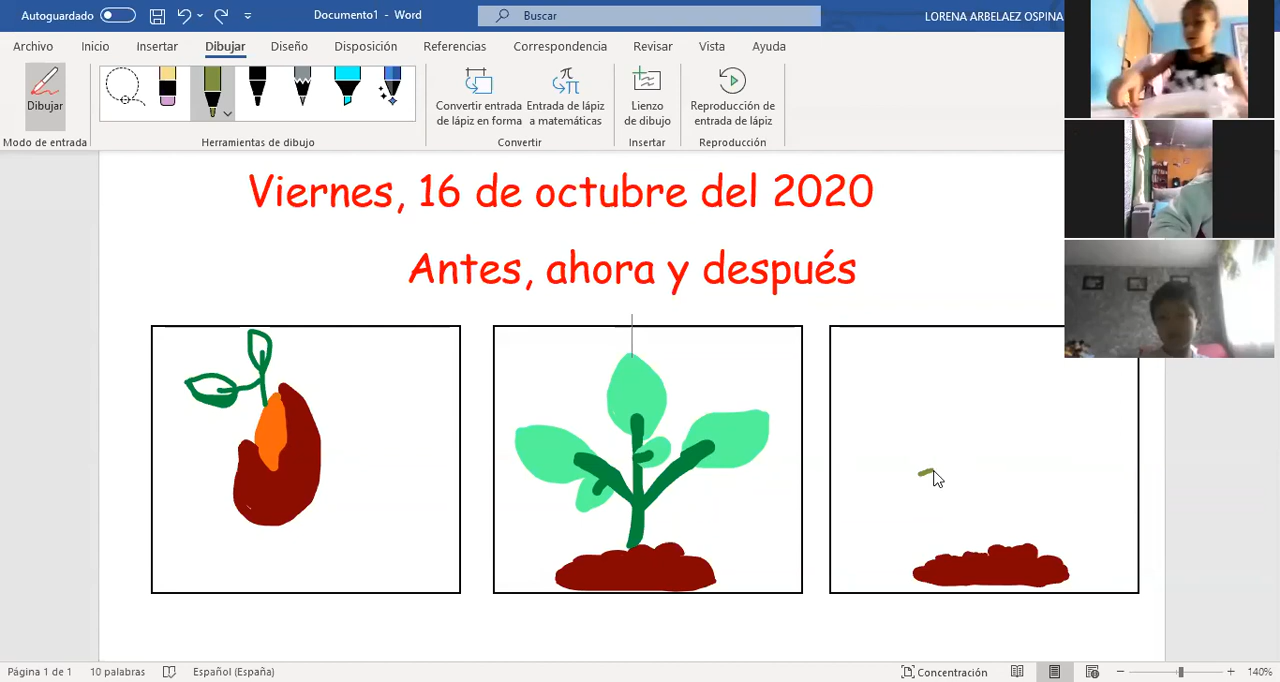 Autoguardado
Documento1 - Word
Buscar
LORENA ARBELAEZ OSPINA
Archivo Inicio Insertar Dibujar Diseño Disposición Referencias Correspondencia Revisar Vista Ayuda
Dibujar
Convertir entrada de lápiz en forma
Entrada de lápiz a matemáticas
Lienzo de dibujo
Reproducción de entrada de lápiz
Modo de entrada
Herramientas de dibujo
Convertir
Insertar
Reproducción
Viernes, 16 de octubre del 2020
Antes, ahora y después
Página 1 de 1 10 palabras Español (España) Concentración 140%